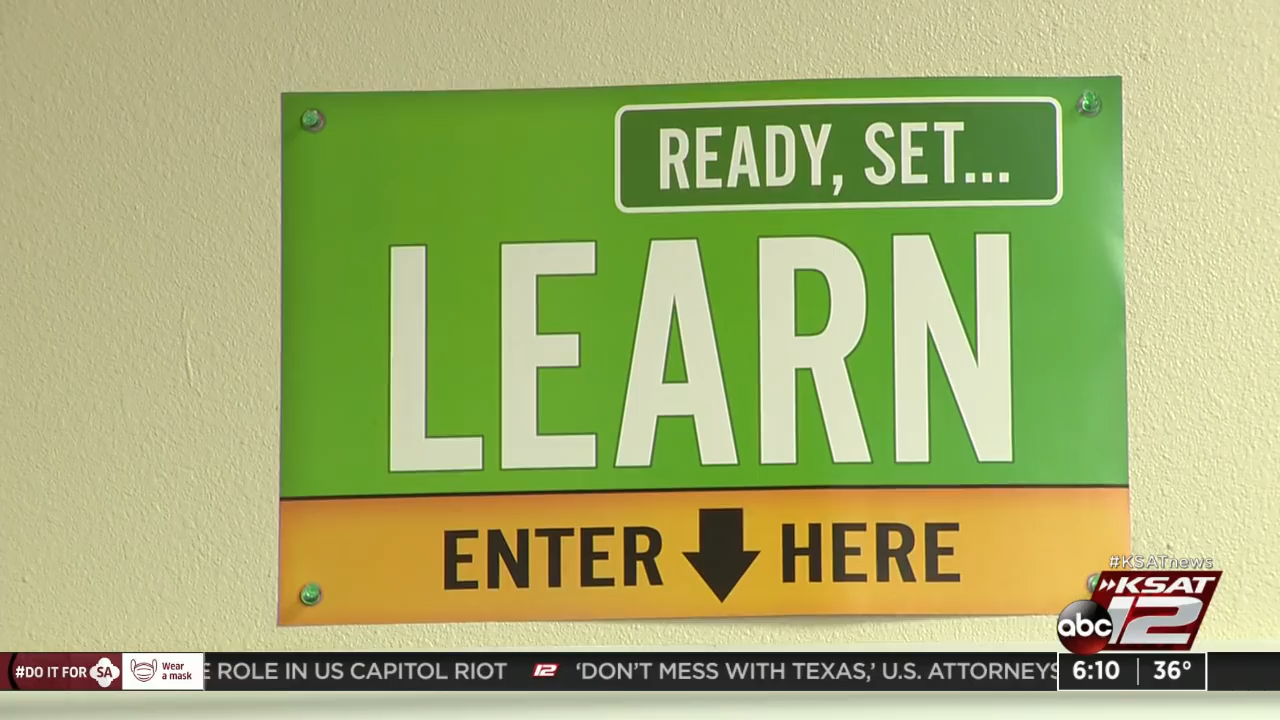 READY, SET...
LEARN
ENTER HERE
#KSATnews
KSAT
abc 12
#DO IT FOR SA
Wear
a mask
E ROLE IN US CAPITOL RIOT 12 'DON'T MESS WITH TEXAS,' U.S. ATTORNEYS
6:10 36°